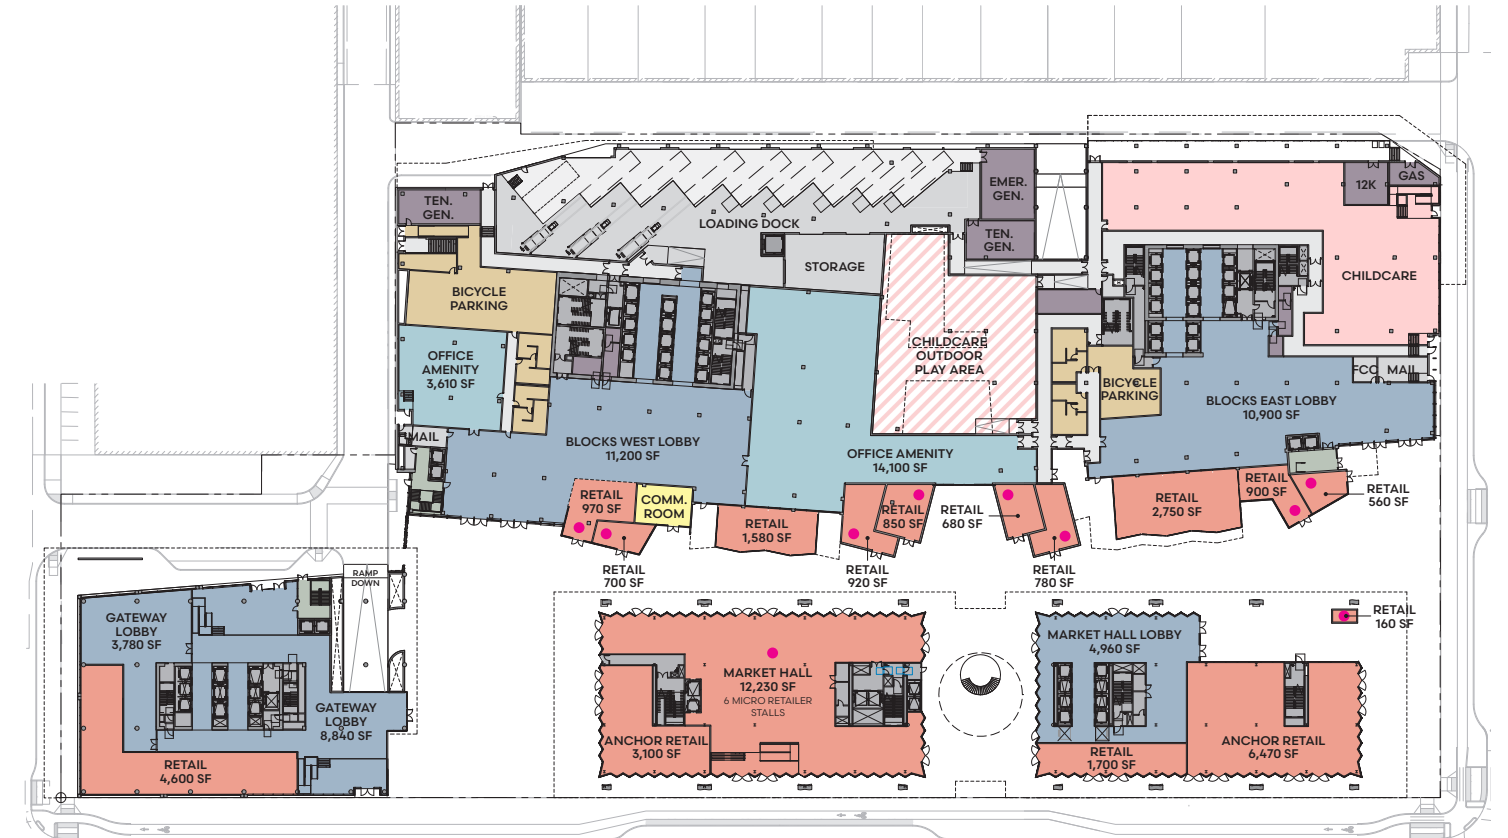 EMER.
GEN.
12K
GAS
TEN.
GEN.
LOADING DOCK
TEN.
GEN.
STORAGE
CHILDCARE
BICYCLE
PARKING
CHILDCARE
OUTDOOR
PLAY AREA
OFFICE
AMENITY
3,610 SF
FCC
MAIL
BICYCLE
PARKING
BLOCKS EAST LOBBY
10,900 SF
MAIL
BLOCKS WEST LOBBY
11,200 SF
OFFICE AMENITY
14,100 SF
RETAIL
970 SF
COMM.
ROOM
RETAIL
1,580 SF
RETAIL
850 SF
RETAIL
680 SF
RETAIL
2,750 SF
RETAIL
900 SF
RETAIL
560 SF
RETAIL
700 SF
RETAIL
920 SF
RETAIL
780 SF
RAMP
DOWN
GATEWAY
LOBBY
3,780 SF
RETAIL
160 SF
MARKET HALL LOBBY
4,960 SF
MARKET HALL
12,230 SF
6 MICRO RETAILER
STALLS
GATEWAY
LOBBY
8,840 SF
ANCHOR RETAIL
3,100 SF
ANCHOR RETAIL
6,470 SF
RETAIL
1,700 SF
RETAIL
4,600 SF